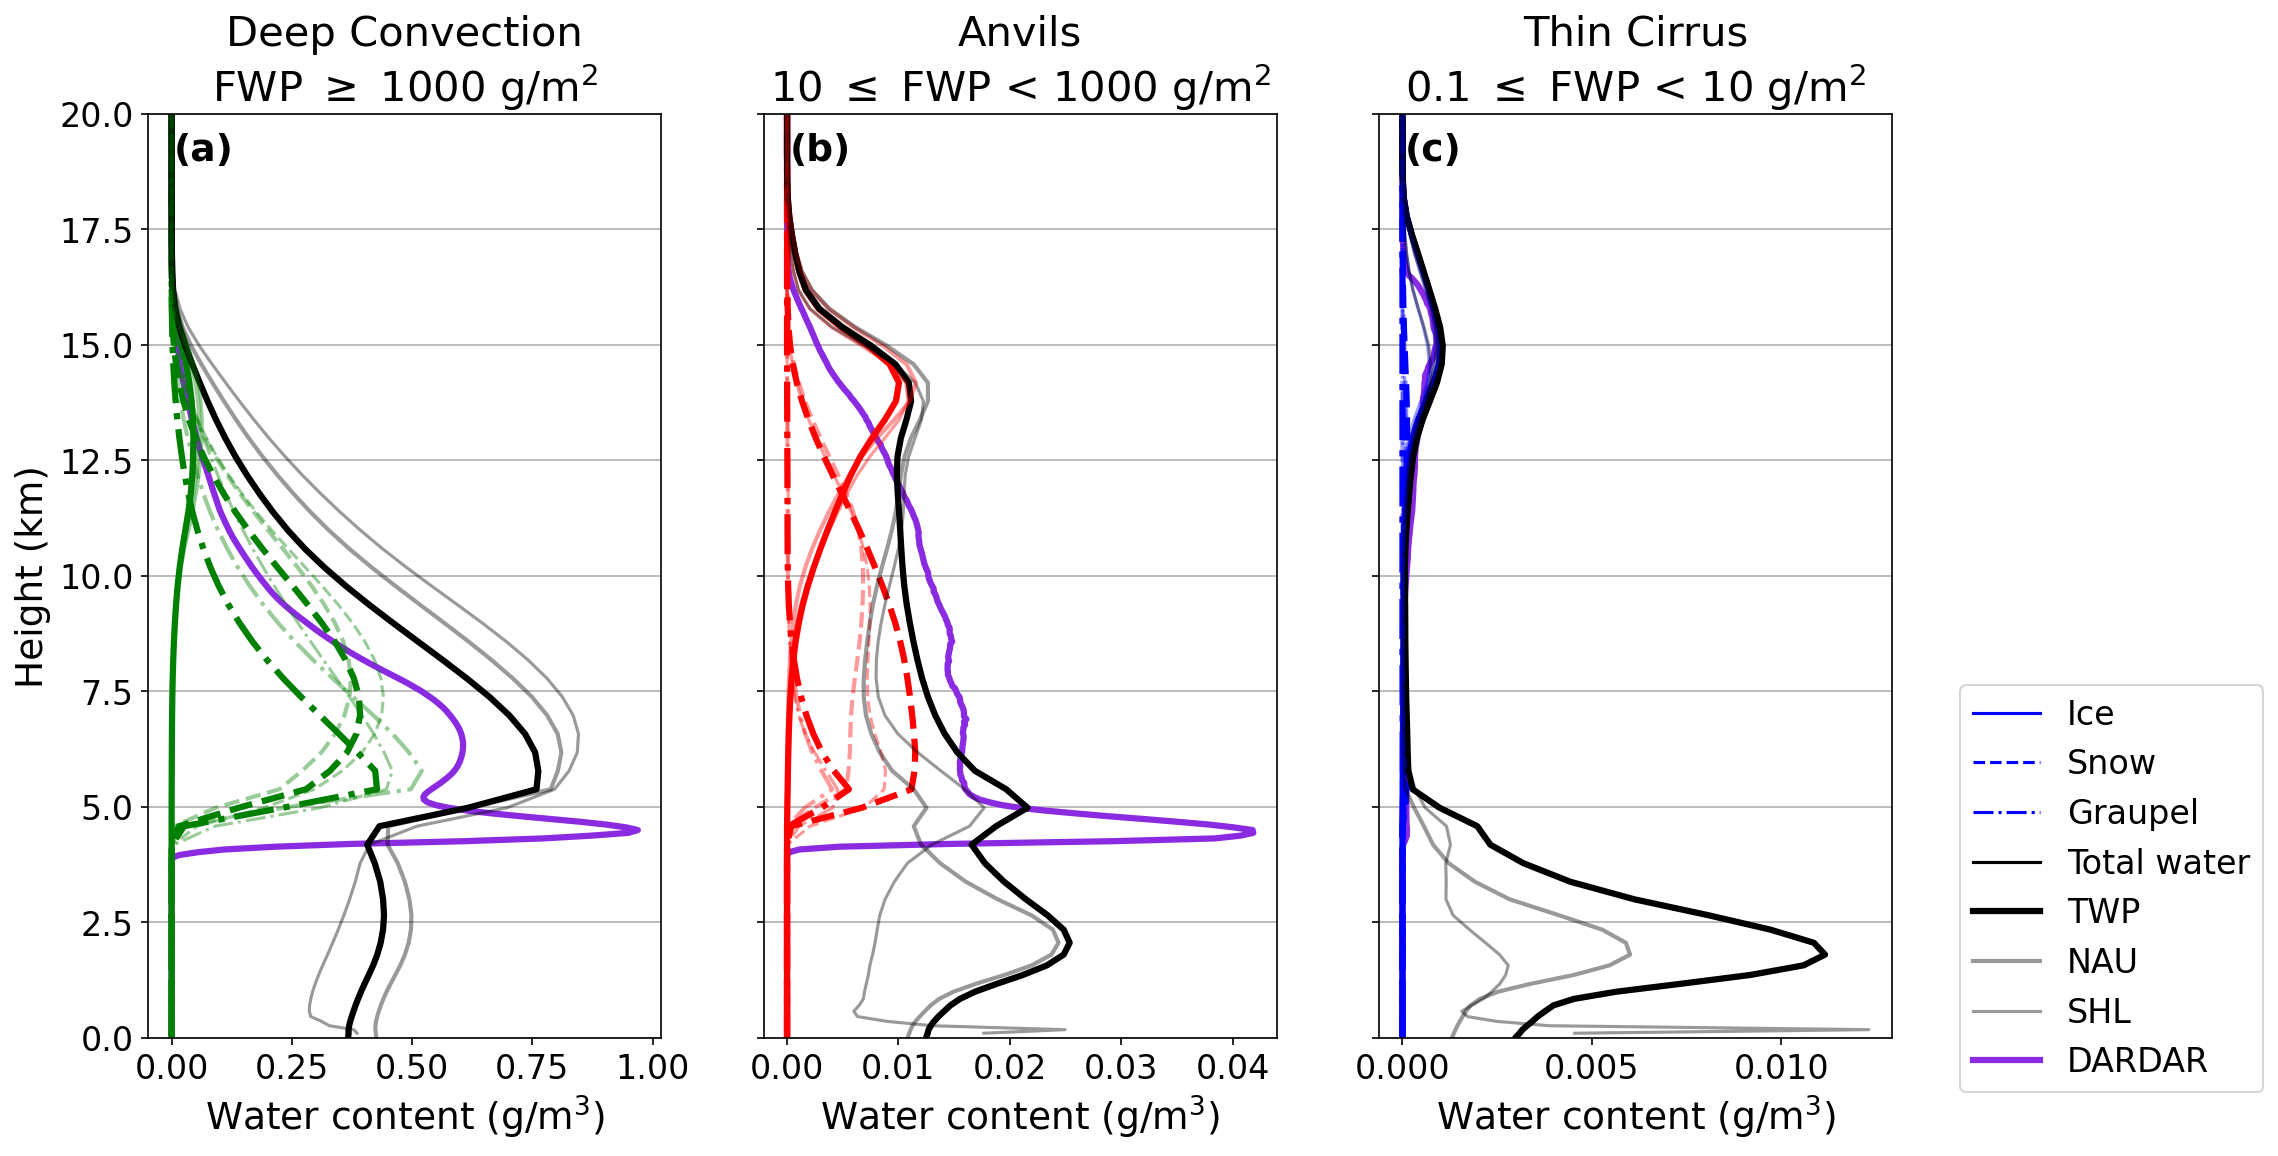 Deep Convection
FWP ≥ 1000 g/m²
Anvils
10 ≤ FWP < 1000 g/m²
Thin Cirrus
0.1 ≤ FWP < 10 g/m²
(a)
(b)
(c)
Height (km)
20.0
17.5
15.0
12.5
10.0
7.5
5.0
2.5
0.0
0.00 0.25 0.50 0.75 1.00
Water content (g/m³)
0.00 0.01 0.02 0.03 0.04
Water content (g/m³)
0.000 0.005 0.010
Water content (g/m³)
Ice
Snow
Graupel
Total water
TWP
NAU
SHL
DARDAR